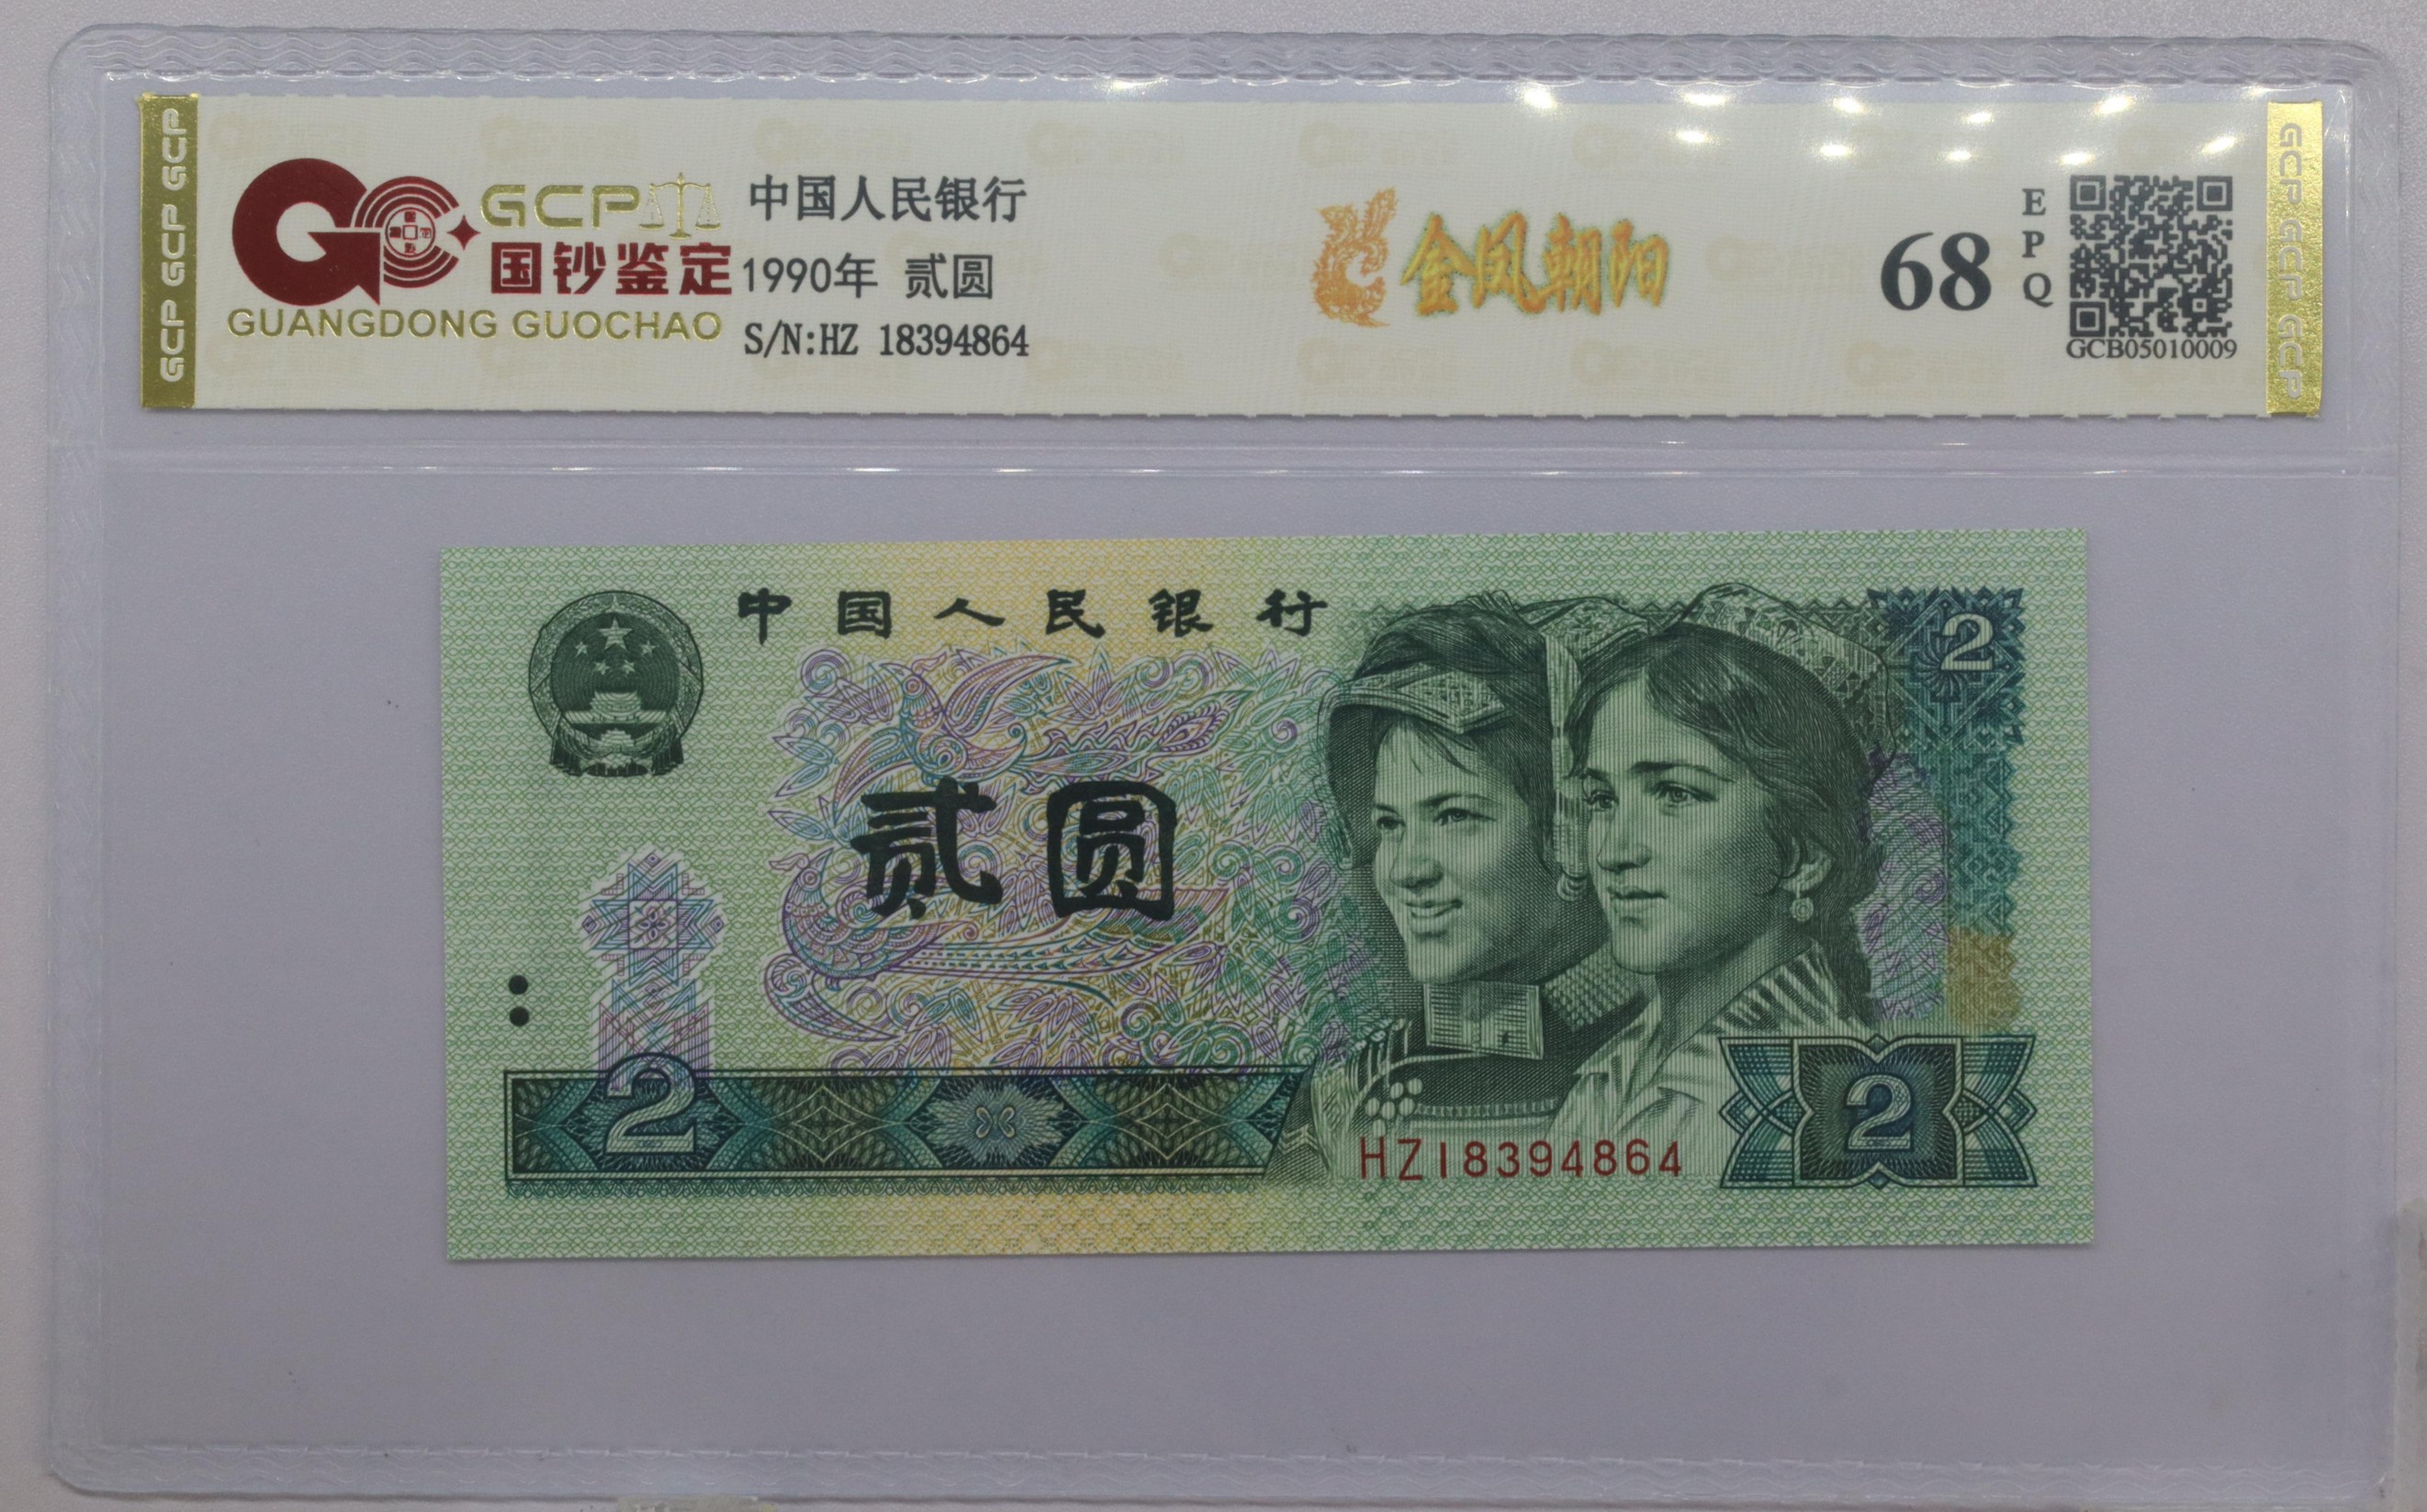 GCP GCP GCP
GCP
国钞鉴定
GUANGDONG GUOCHAO
中国人民银行
1990年 贰圆
S/N:HZ 18394864
金凤朝阳
68
EPQ
GCB05010009
GCP GCP GCP
中国人民银行
2
贰圆
2
HZ18394864
2